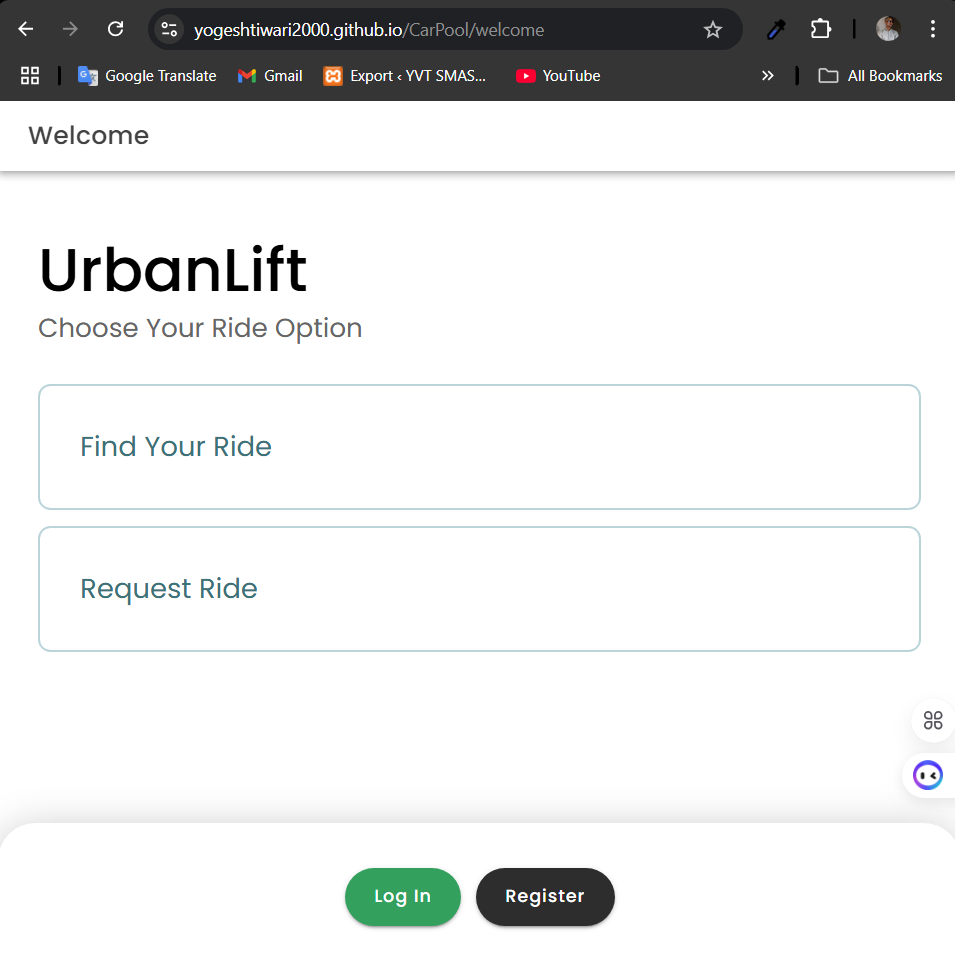 yogeshtiwari2000.github.io/CarPool/welcome
Google Translate Gmail Export ‹ YVT SMAS... YouTube » All Bookmarks
Welcome
UrbanLift
Choose Your Ride Option
Find Your Ride
Request Ride
Log In Register